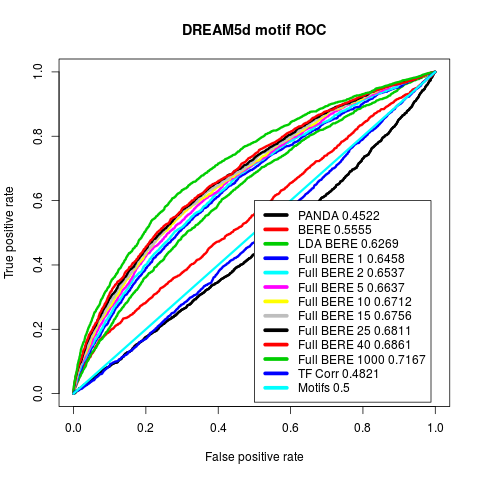 DREAM5d motif ROC
True positive rate
1.0
0.8
0.6
0.4
0.2
0.0
PANDA 0.4522
BERE 0.5555
LDA BERE 0.6269
Full BERE 1 0.6458
Full BERE 2 0.6537
Full BERE 5 0.6637
Full BERE 10 0.6712
Full BERE 15 0.6756
Full BERE 25 0.6811
Full BERE 40 0.6861
Full BERE 1000 0.7167
TF Corr 0.4821
Motifs 0.5
0.0 0.2 0.4 0.6 0.8 1.0
False positive rate